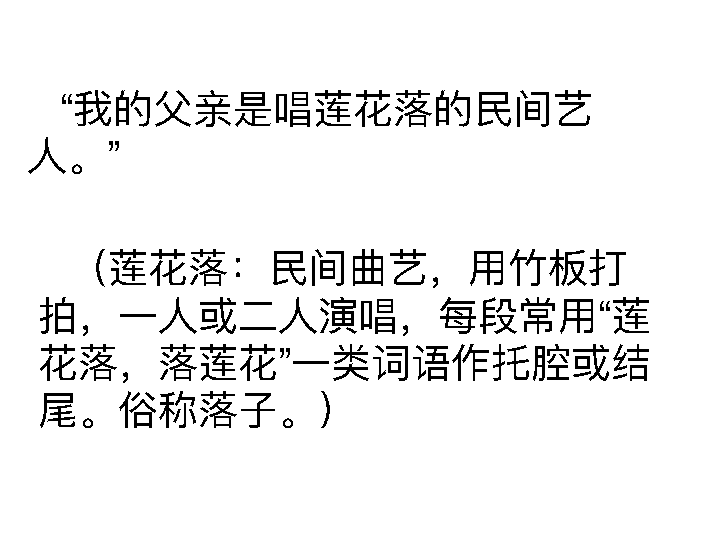 “我的父亲是唱莲花落的民间艺
人。”
（莲花落：民间曲艺，用竹板打
拍，一人或二人演唱，每段常用“莲
花落，落莲花”一类词语作托腔或结
尾。俗称落子。）